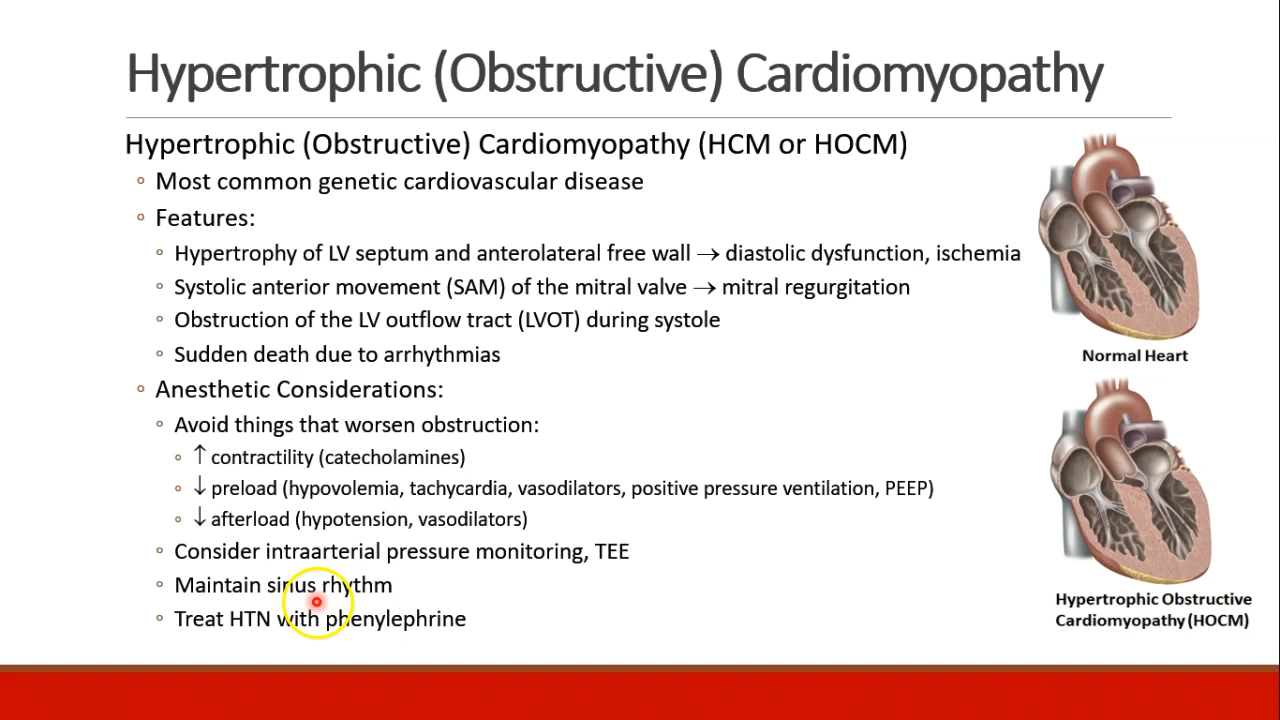 Hypertrophic (Obstructive) Cardiomyopathy
Hypertrophic (Obstructive) Cardiomyopathy (HCM or HOCM)
◦ Most common genetic cardiovascular disease
◦ Features:
◦ Hypertrophy of LV septum and anterolateral free wall → diastolic dysfunction, ischemia
◦ Systolic anterior movement (SAM) of the mitral valve → mitral regurgitation
◦ Obstruction of the LV outflow tract (LVOT) during systole
◦ Sudden death due to arrhythmias
◦ Anesthetic Considerations:
◦ Avoid things that worsen obstruction:
◦ ↑ contractility (catecholamines)
◦ ↓ preload (hypovolemia, tachycardia, vasodilators, positive pressure ventilation, PEEP)
◦ ↓ afterload (hypotension, vasodilators)
◦ Consider intraarterial pressure monitoring, TEE
◦ Maintain sinus rhythm
◦ Treat HTN with phenylephrine
Normal Heart
Hypertrophic Obstructive
Cardiomyopathy (HOCM)